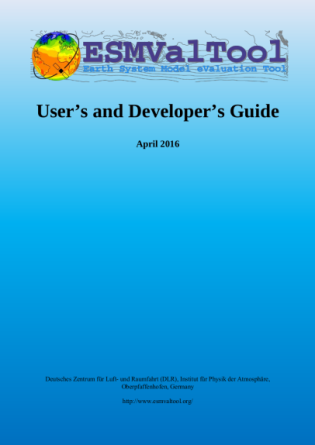 ESMValTool
Earth System Model eValuation Tool
User's and Developer's Guide
April 2016
Deutsches Zentrum für Luft- und Raumfahrt (DLR), Institut für Physik der Atmosphäre,
Oberpfaffenhofen, Germany
http://www.esmvaltool.org/